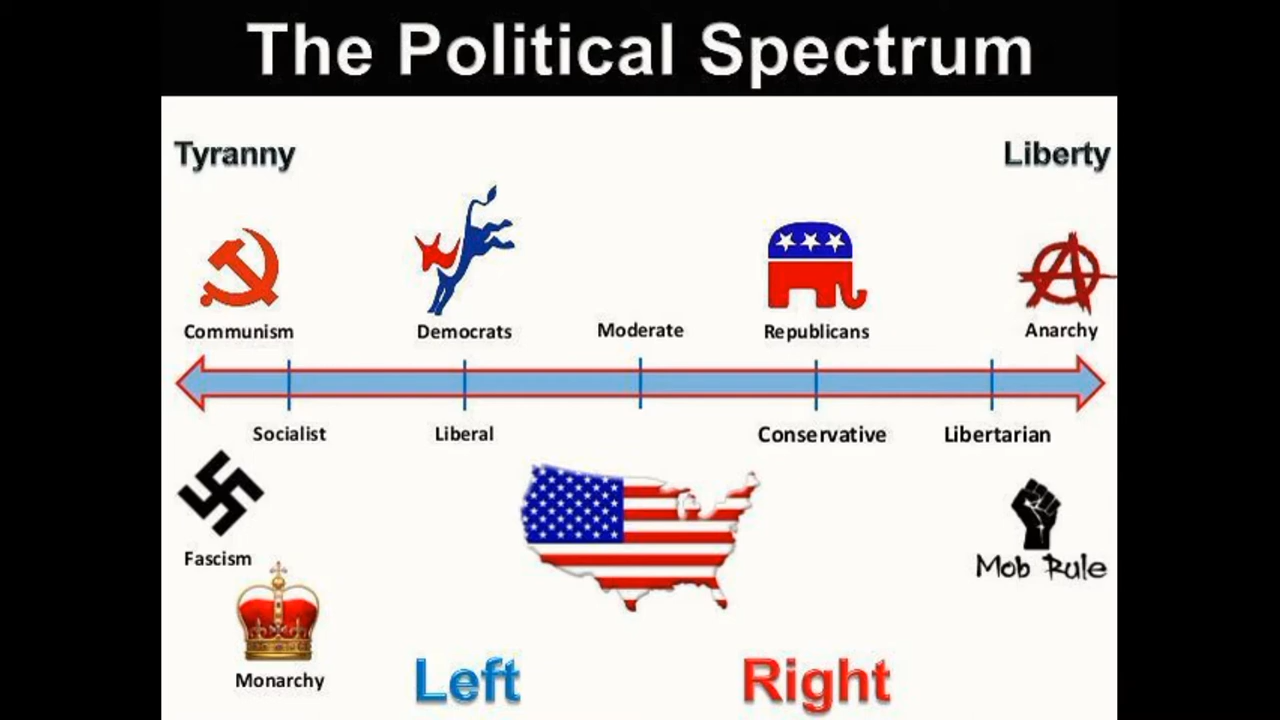 The Political Spectrum
Tyranny
Liberty
Communism
Democrats
Moderate
Republicans
Anarchy
Socialist
Liberal
Conservative
Libertarian
Fascism
Mob Rule
Monarchy
Left
Right